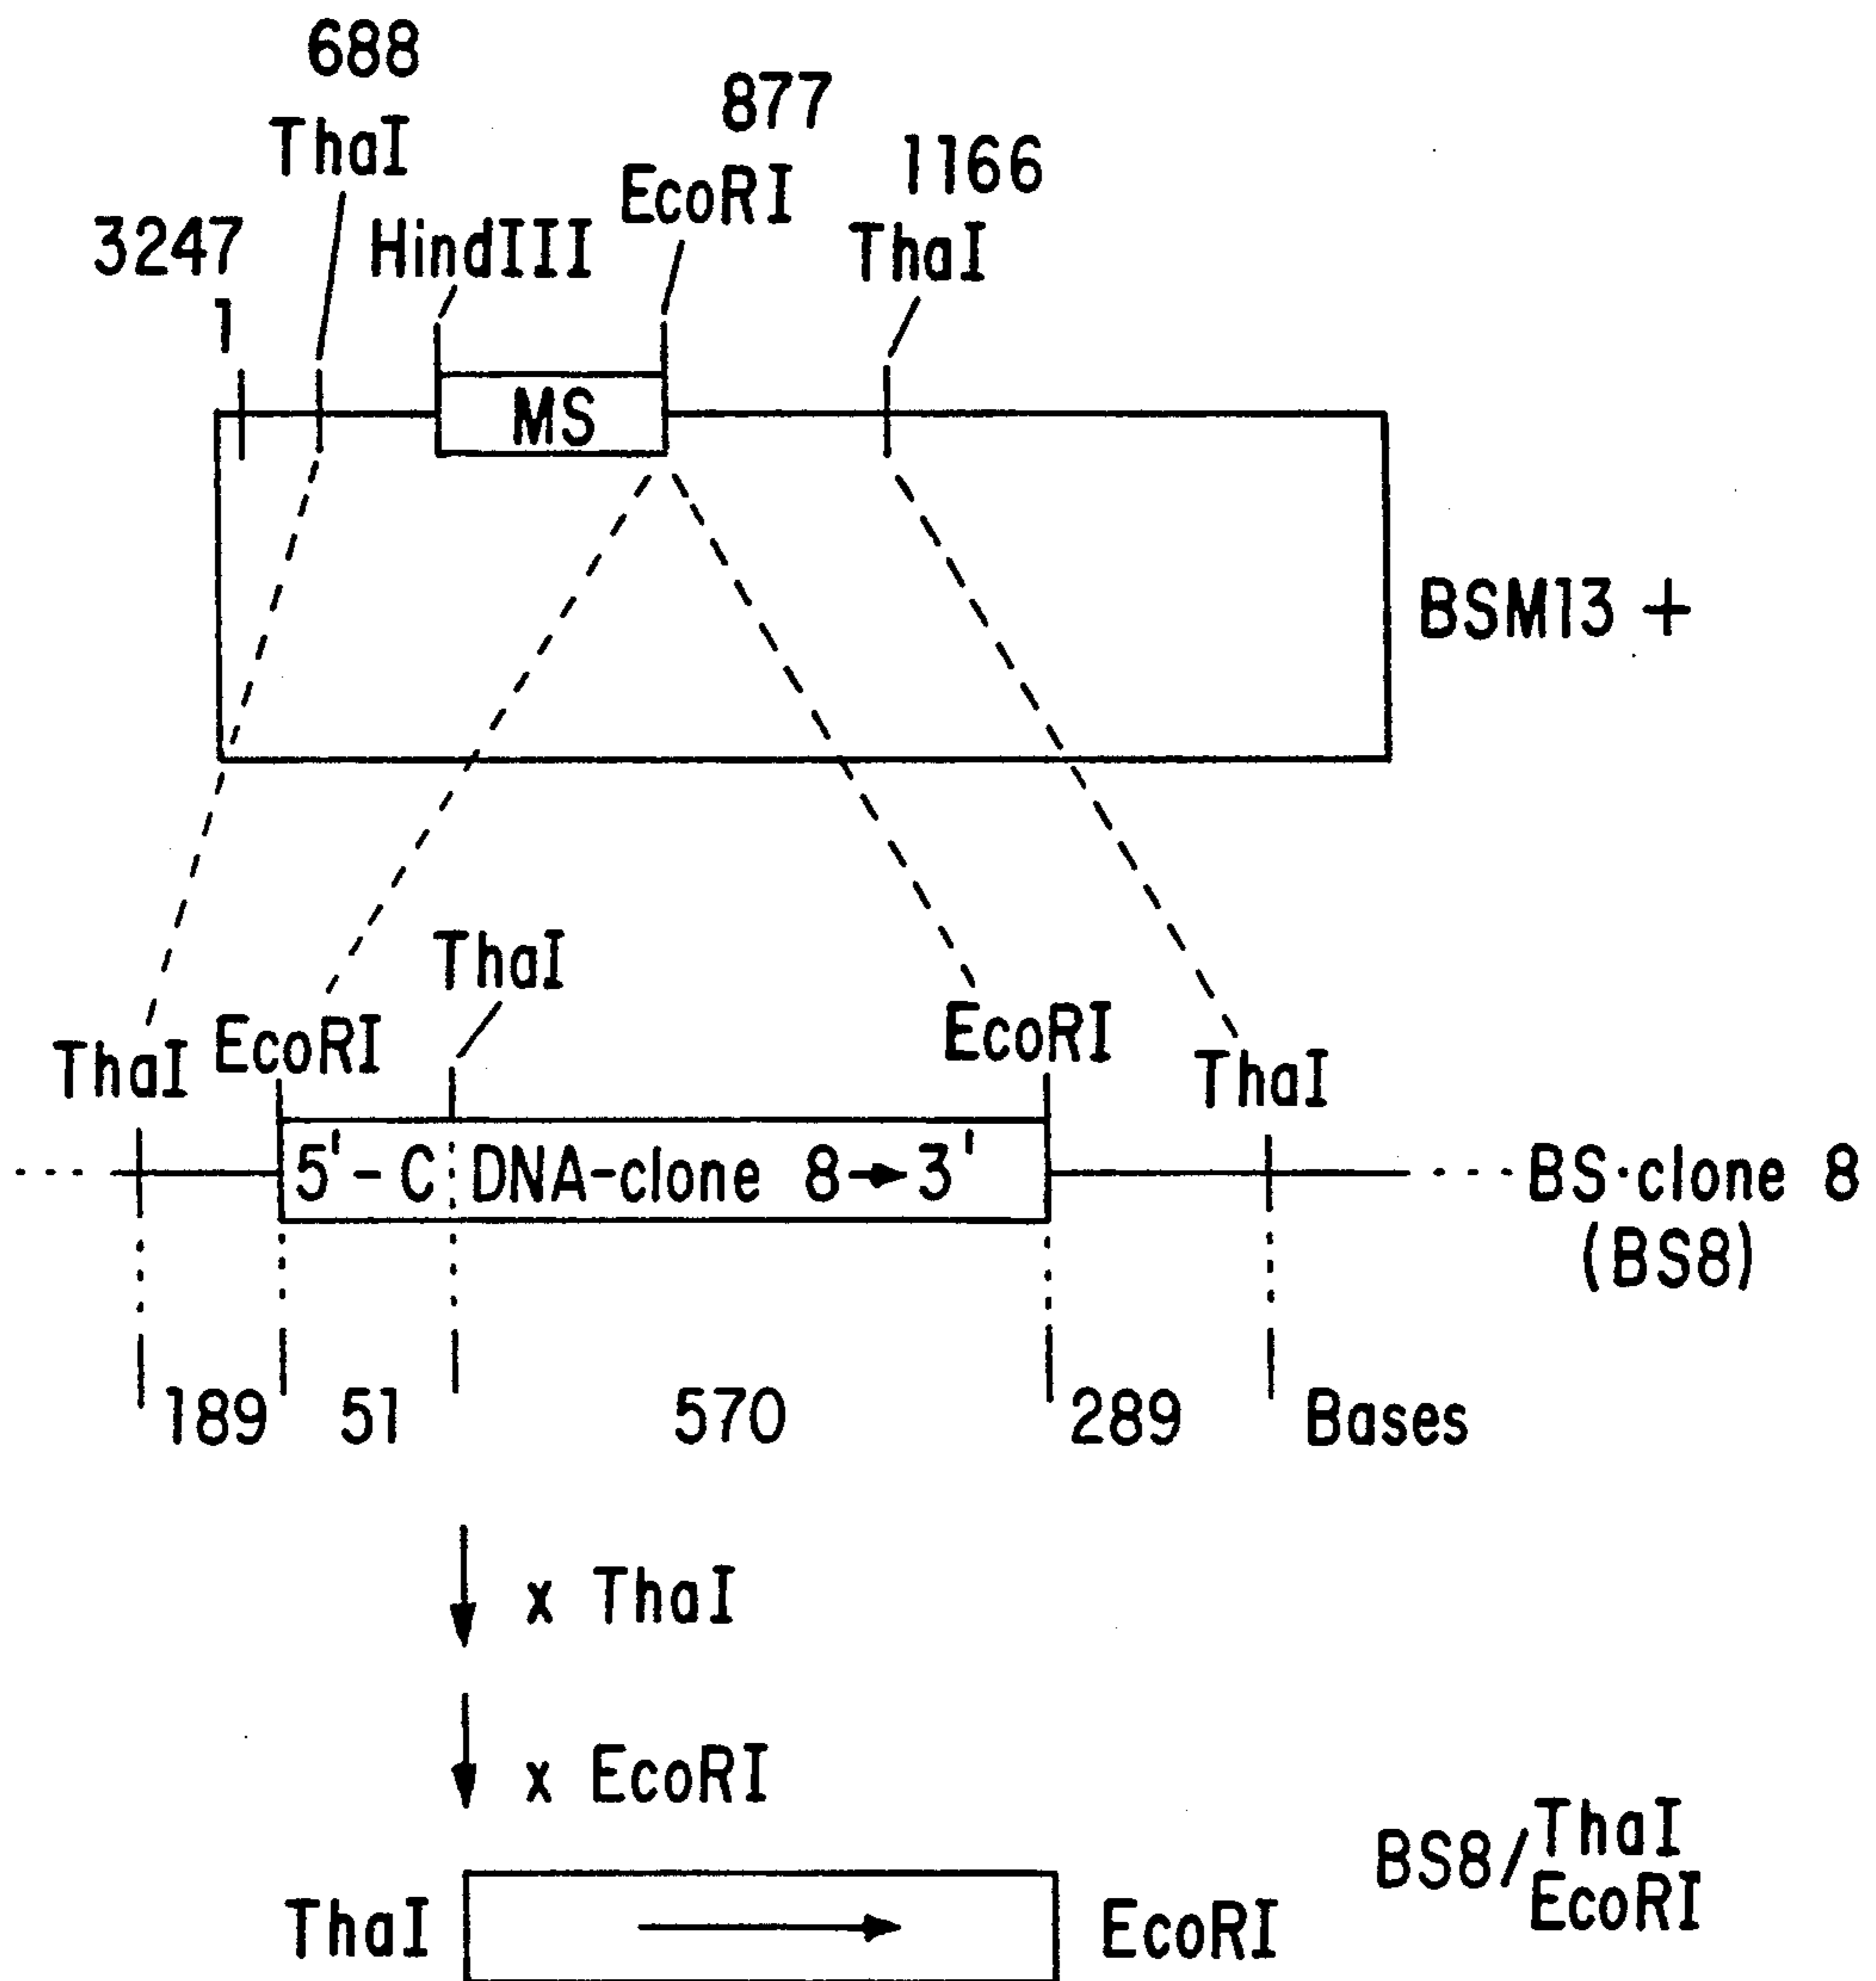 688
ThaI
877
EcoRI
1166
ThaI
3247
1
HindIII
MS
BSM13 +
ThaI
ThaI
EcoRI
EcoRI
ThaI
5'- C DNA-clone 8 3'
BS·clone 8
(BS8)
189 51 570 289 Bases
x ThaI
x EcoRI
BS8/ThaI
EcoRI
ThaI
EcoRI